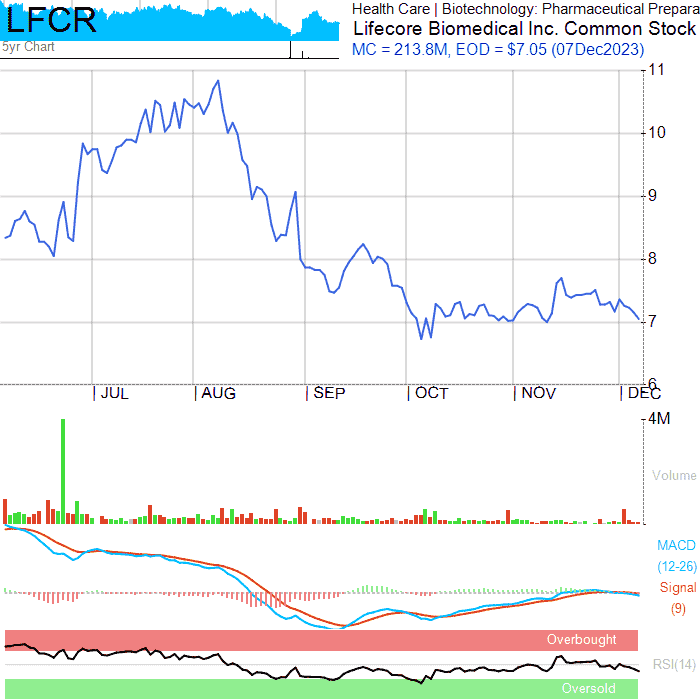 LFCR
5yr Chart
Health Care | Biotechnology: Pharmaceutical Prepara
Lifecore Biomedical Inc. Common Stock
MC = 213.8M, EOD = $7.05 (07Dec2023)
11
10
9
8
7
6
JUL AUG SEP OCT NOV DEC
4M
Volume
MACD
(12-26)
Signal
(9)
Overbought
RSI(14)
Oversold